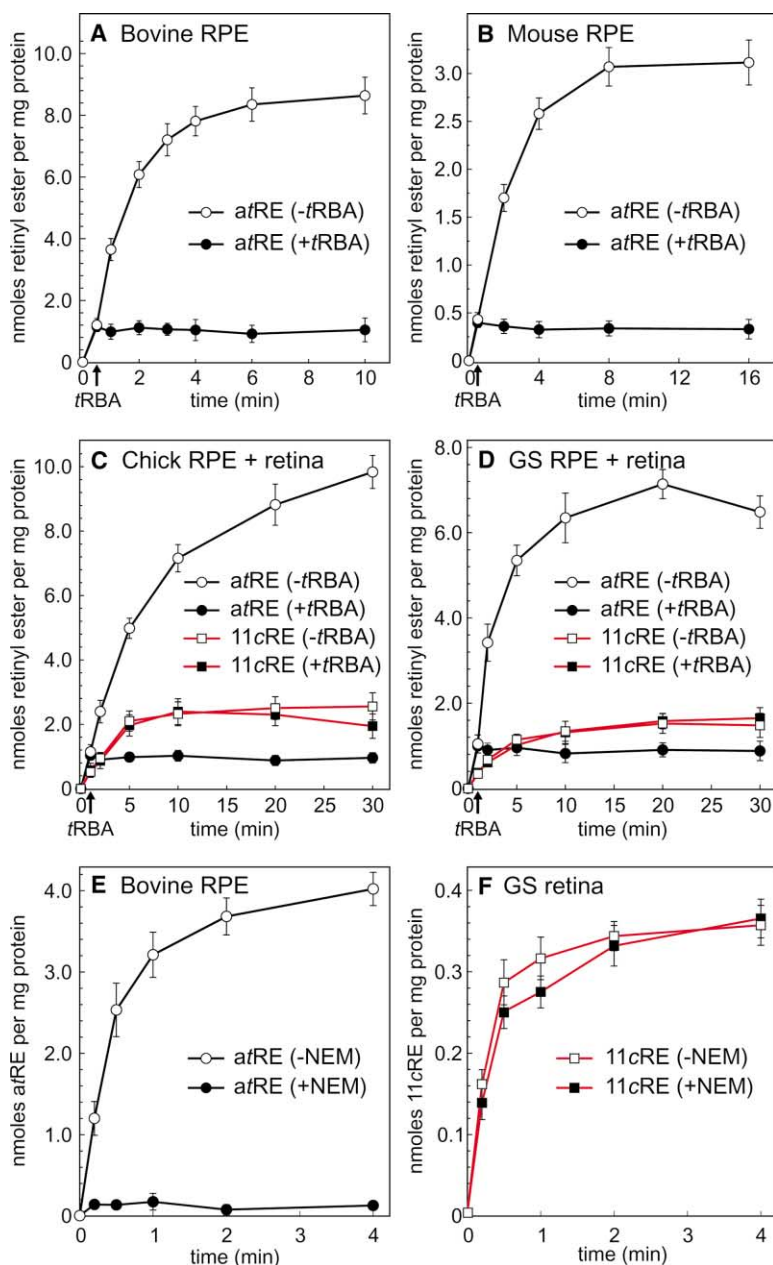 A Bovine RPE
nmoles retinyl ester per mg protein
10.0
8.0
6.0
4.0
2.0
0
atRE (-tRBA)
atRE (+tRBA)
0 2 4 6 8 10
tRBA
time (min)
B Mouse RPE
nmoles retinyl ester per mg protein
3.0
2.5
2.0
1.5
1.0
0.5
0
atRE (-tRBA)
atRE (+tRBA)
0 4 8 12 16
tRBA
time (min)
C Chick RPE + retina
nmoles retinyl ester per mg protein
10.0
8.0
6.0
4.0
2.0
0
atRE (-tRBA)
atRE (+tRBA)
11cRE (-tRBA)
11cRE (+tRBA)
0 5 10 15 20 25 30
tRBA
time (min)
D GS RPE + retina
nmoles retinyl ester per mg protein
8.0
6.0
4.0
2.0
0
atRE (-tRBA)
atRE (+tRBA)
11cRE (-tRBA)
11cRE (+tRBA)
0 5 10 15 20 25 30
tRBA
time (min)
E Bovine RPE
nmoles atRE per mg protein
4.0
3.0
2.0
1.0
0
atRE (-NEM)
atRE (+NEM)
0 1 2 3 4
time (min)
F GS retina
nmoles 11cRE per mg protein
0.4
0.3
0.2
0.1
0
11cRE (-NEM)
11cRE (+NEM)
0 1 2 3 4
time (min)